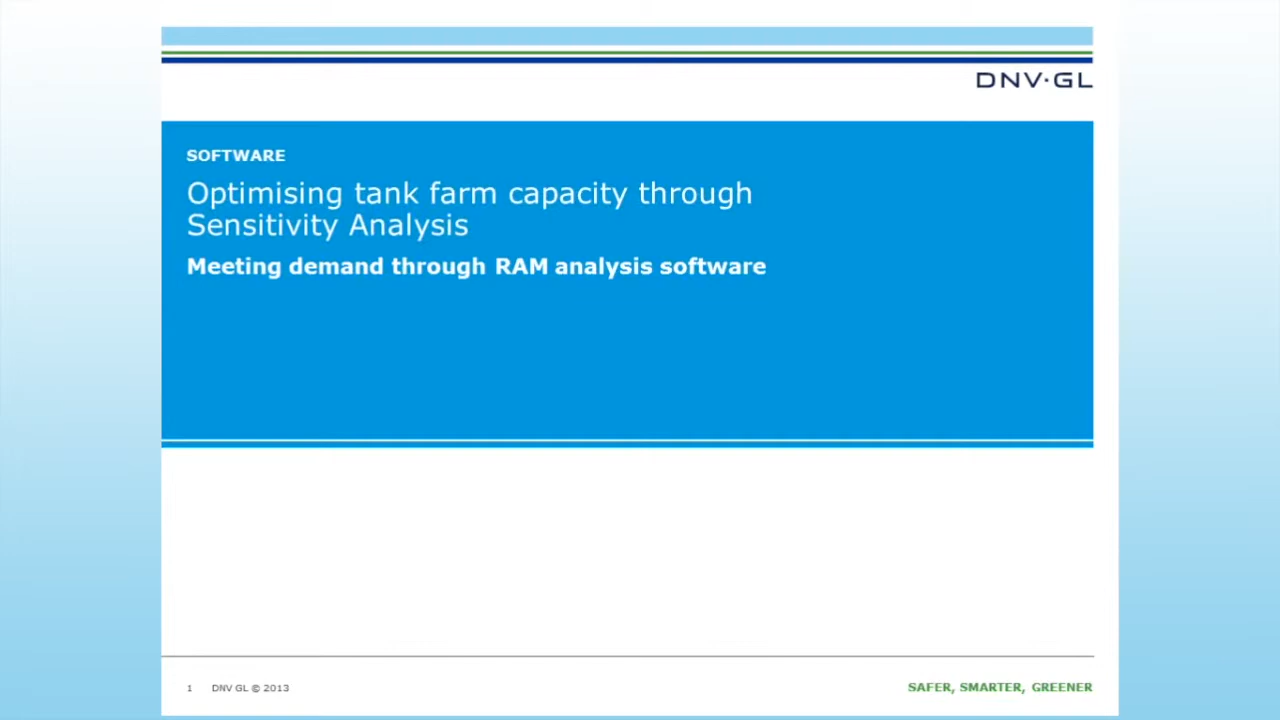 DNV·GL
SOFTWARE
Optimising tank farm capacity through
Sensitivity Analysis
Meeting demand through RAM analysis software
1 DNV GL © 2013
SAFER, SMARTER, GREENER